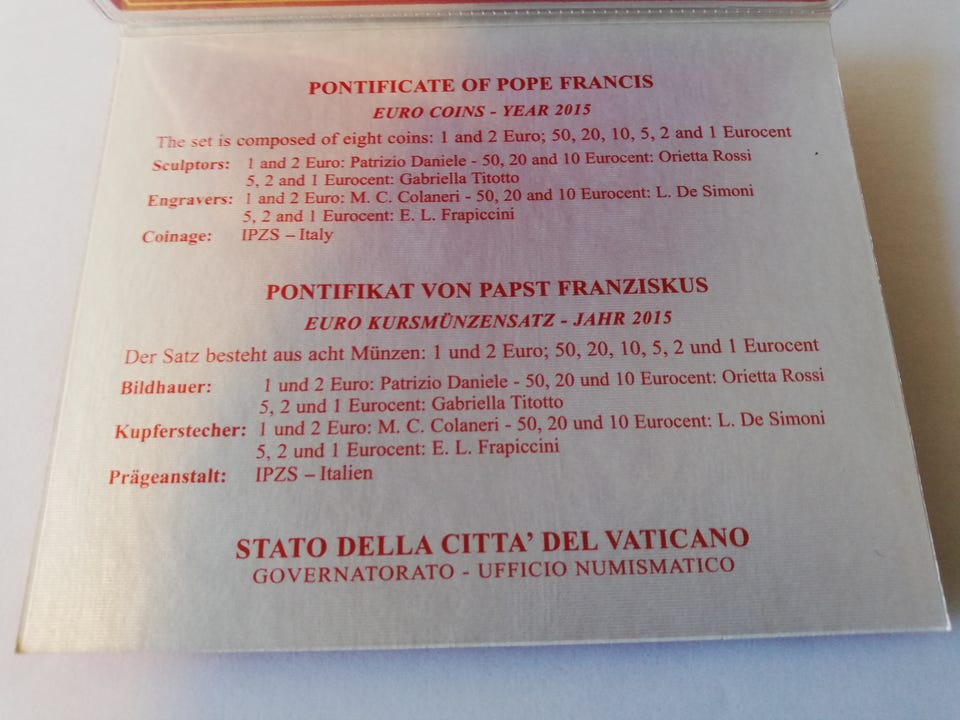 PONTIFICATE OF POPE FRANCIS
EURO COINS - YEAR 2015
The set is composed of eight coins: 1 and 2 Euro; 50, 20, 10, 5, 2 and 1 Eurocent
Sculptors: 1 and 2 Euro: Patrizio Daniele - 50, 20 and 10 Eurocent: Orietta Rossi
5, 2 and 1 Eurocent: Gabriella Titotto
Engravers: 1 and 2 Euro: M. C. Colaneri - 50, 20 and 10 Eurocent: L. De Simoni
5, 2 and 1 Eurocent: E. L. Frapiccini
Coinage: IPZS – Italy
PONTIFIKAT VON PAPST FRANZISKUS
EURO KURSMÜNZENSATZ - JAHR 2015
Der Satz besteht aus acht Münzen: 1 und 2 Euro; 50, 20, 10, 5, 2 und 1 Eurocent
Bildhauer: 1 und 2 Euro: Patrizio Daniele - 50, 20 und 10 Eurocent: Orietta Rossi
5, 2 und 1 Eurocent: Gabriella Titotto
Kupferstecher: 1 und 2 Euro: M. C. Colaneri - 50, 20 und 10 Eurocent: L. De Simoni
5, 2 und 1 Eurocent: E. L. Frapiccini
Prägeanstalt: IPZS – Italien
STATO DELLA CITTA' DEL VATICANO
GOVERNATORATO - UFFICIO NUMISMATICO